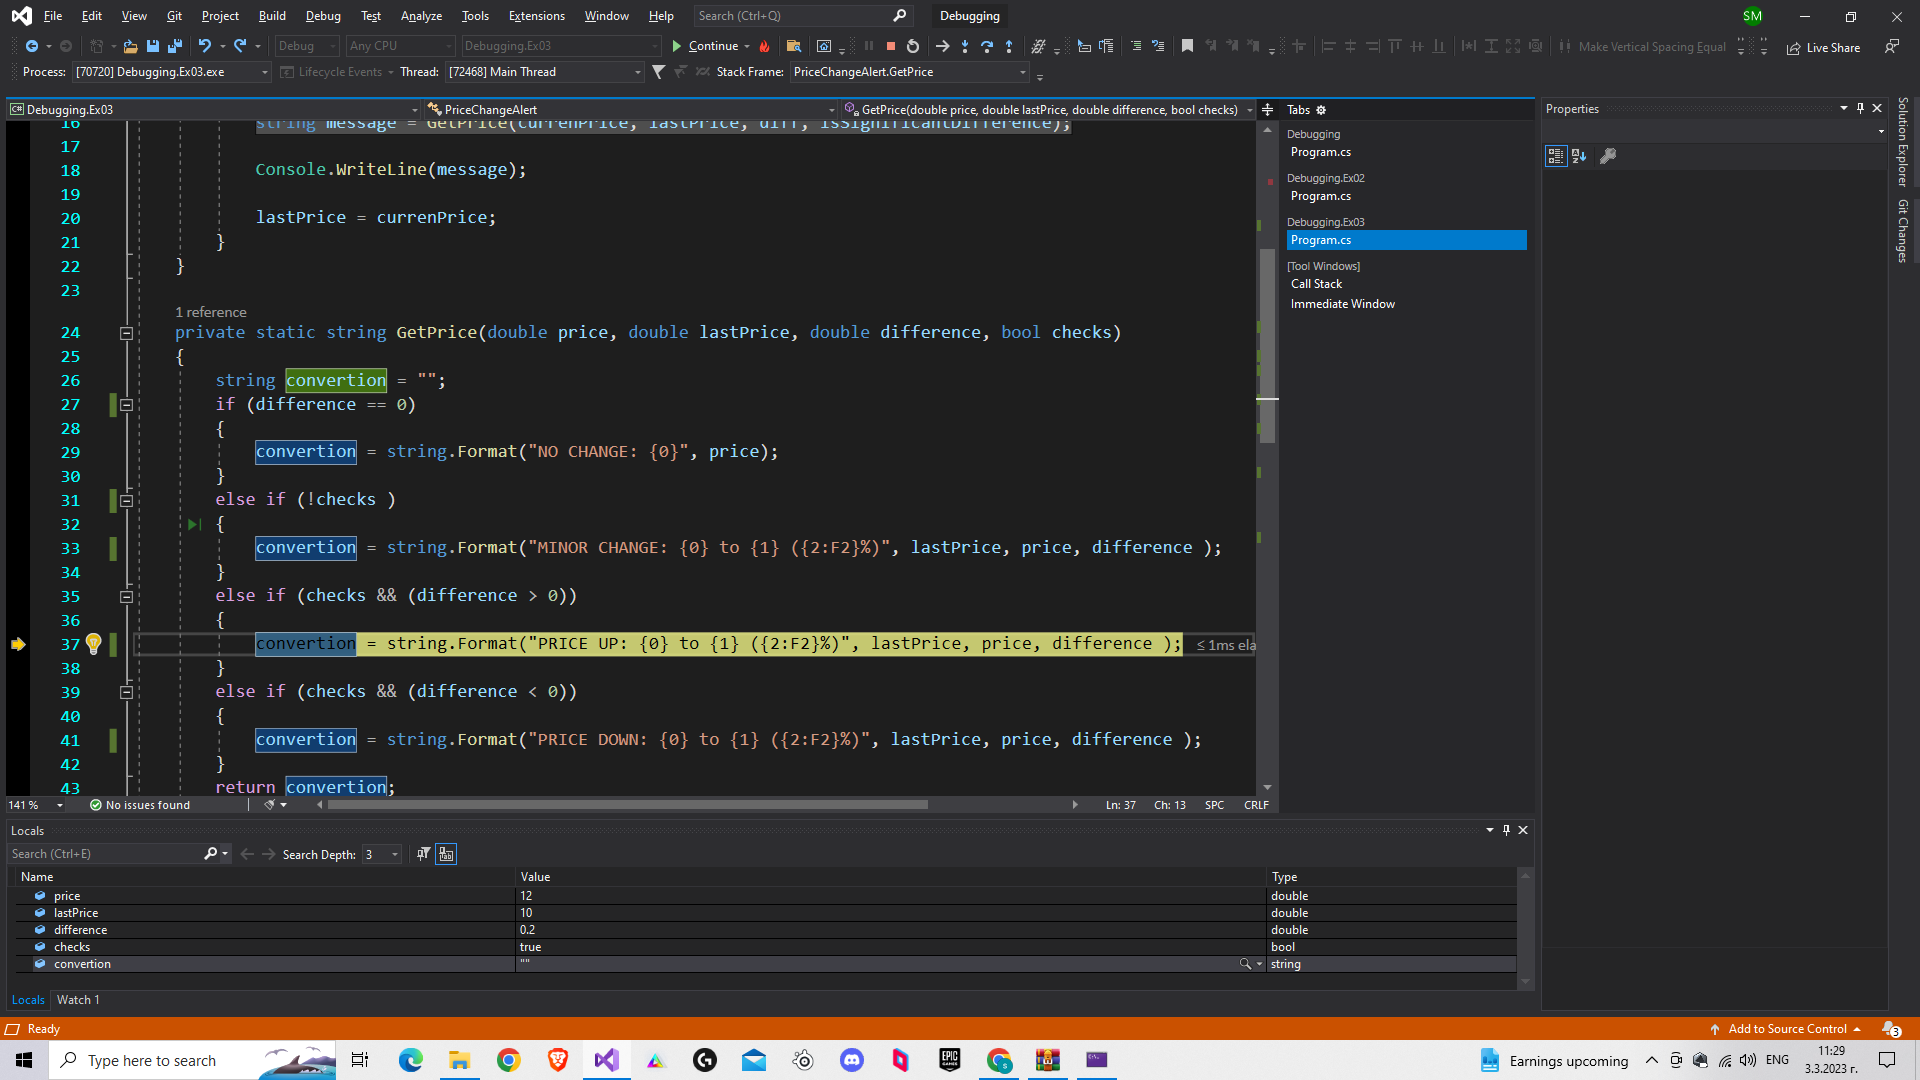 File Edit View Git Project Build Debug Test Analyze Tools Extensions Window Help Search (Ctrl+Q) Debugging SM
Debug Any CPU Debugging.Ex03 Continue Make Vertical Spacing Equal Live Share
Process: [70720] Debugging.Ex03.exe Lifecycle Events Thread: [72468] Main Thread Stack Frame: PriceChangeAlert.GetPrice
Debugging.Ex03 PriceChangeAlert GetPrice(double price, double lastPrice, double difference, bool checks)
16 string message = GetPrice(currenPrice, lastPrice, diff, isSignificantDifference);
17
18 Console.WriteLine(message);
19
20 lastPrice = currenPrice;
21 }
22 }
23
1 reference
24 private static string GetPrice(double price, double lastPrice, double difference, bool checks)
25 {
26 string convertion = "";
27 if (difference == 0)
28 {
29 convertion = string.Format("NO CHANGE: {0}", price);
30 }
31 else if (!checks )
32 {
33 convertion = string.Format("MINOR CHANGE: {0} to {1} ({2:F2}%)", lastPrice, price, difference );
34 }
35 else if (checks && (difference > 0))
36 {
37 convertion = string.Format("PRICE UP: {0} to {1} ({2:F2}%)", lastPrice, price, difference ); ≤ 1ms ela
38 }
39 else if (checks && (difference < 0))
40 {
41 convertion = string.Format("PRICE DOWN: {0} to {1} ({2:F2}%)", lastPrice, price, difference );
42 }
43 return convertion;
141 % No issues found Ln: 37 Ch: 13 SPC CRLF
Tabs
Debugging
Program.cs
Debugging.Ex02
Program.cs
Debugging.Ex03
Program.cs
[Tool Windows]
Call Stack
Immediate Window
Properties
Solution Explorer
Git Changes
Locals
Search (Ctrl+E) Search Depth: 3
Name Value Type
price 12 double
lastPrice 10 double
difference 0.2 double
checks true bool
convertion "" string
Locals Watch 1
Ready Add to Source Control 3
Type here to search Earnings upcoming ENG 11:29
3.3.2023 г.